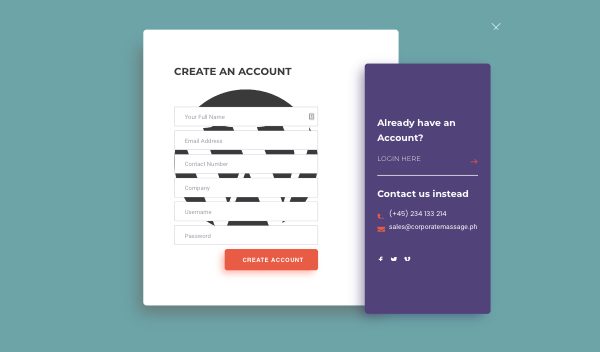 CREATE AN ACCOUNT
Your Full Name
Email Address
Contact Number
Company
Username
Password
CREATE ACCOUNT
Already have an
Account?
LOGIN HERE
Contact us instead
(+45) 234 133 214
sales@corporatemassage.ph